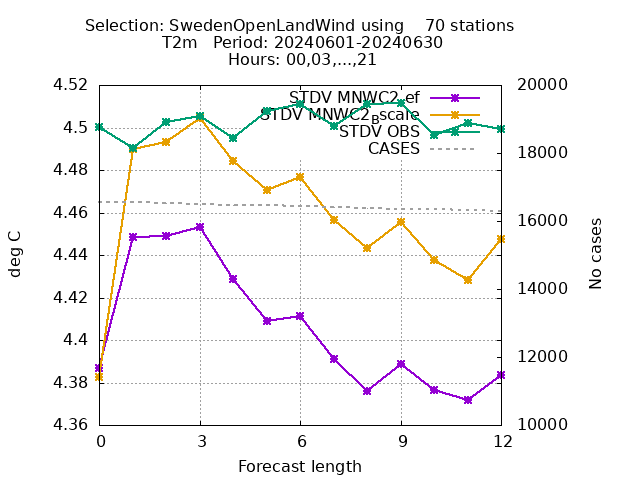 Selection: SwedenOpenLandWind using 70 stations
T2m Period: 20240601-20240630
Hours: 00,03,...,21
STDV MNWC2_ef
STDV MNWC2_Bscale
STDV OBS
CASES
4.52
4.5
4.48
4.46
4.44
4.42
4.4
4.38
4.36
deg C
20000
18000
16000
14000
12000
10000
No cases
0 3 6 9 12
Forecast length